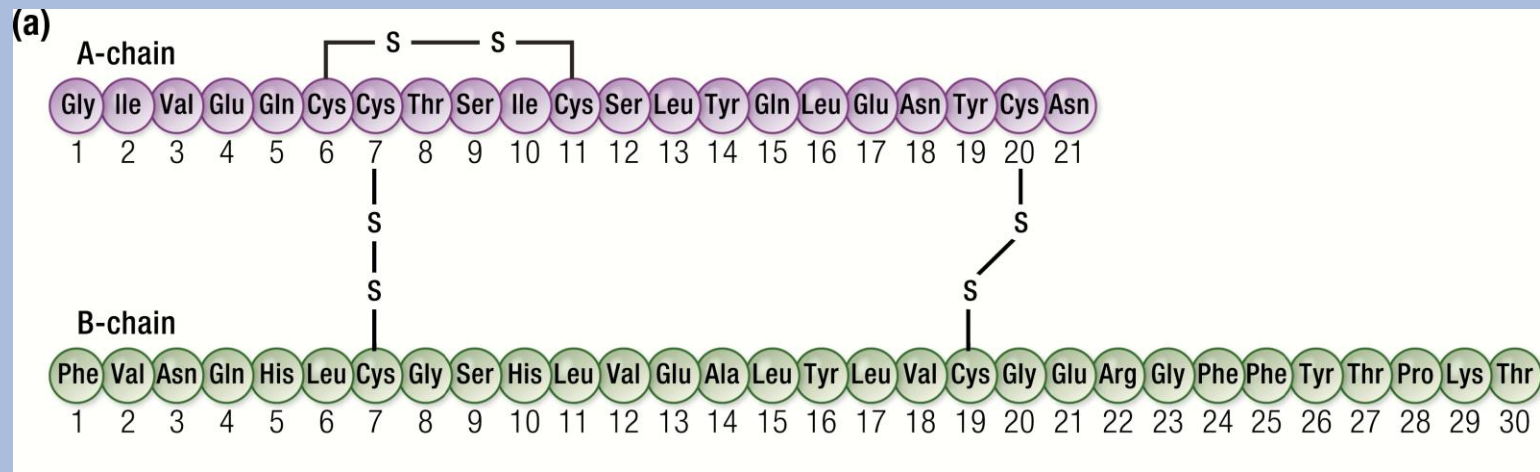 (a)
A-chain
S S
Gly Ile Val Glu Gln Cys Cys Thr Ser Ile Cys Ser Leu Tyr Gln Leu Glu Asn Tyr Cys Asn
1 2 3 4 5 6 7 8 9 10 11 12 13 14 15 16 17 18 19 20 21
S S
S S
B-chain
Phe Val Asn Gln His Leu Cys Gly Ser His Leu Val Glu Ala Leu Tyr Leu Val Cys Gly Glu Arg Gly Phe Phe Tyr Thr Pro Lys Thr
1 2 3 4 5 6 7 8 9 10 11 12 13 14 15 16 17 18 19 20 21 22 23 24 25 26 27 28 29 30